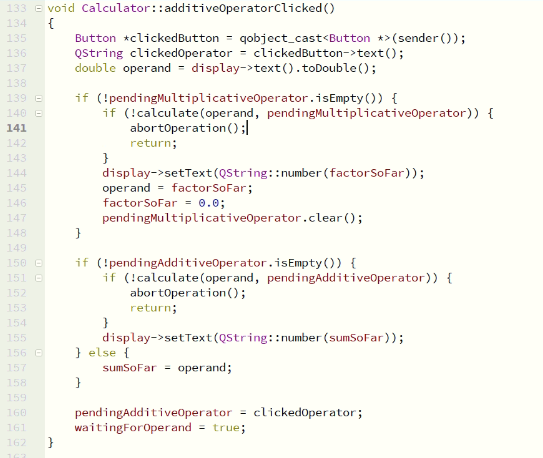 133 void Calculator::additiveOperatorClicked()
134 {
135     Button *clickedButton = qobject_cast<Button *>(sender());
136     QString clickedOperator = clickedButton->text();
137     double operand = display->text().toDouble();
138
139     if (!pendingMultiplicativeOperator.isEmpty()) {
140         if (!calculate(operand, pendingMultiplicativeOperator)) {
141             abortOperation();
142             return;
143         }
144         display->setText(QString::number(factorSoFar));
145         operand = factorSoFar;
146         factorSoFar = 0.0;
147         pendingMultiplicativeOperator.clear();
148     }
149
150     if (!pendingAdditiveOperator.isEmpty()) {
151         if (!calculate(operand, pendingAdditiveOperator)) {
152             abortOperation();
153             return;
154         }
155         display->setText(QString::number(sumSoFar));
156     } else {
157         sumSoFar = operand;
158     }
159
160     pendingAdditiveOperator = clickedOperator;
161     waitingForOperand = true;
162 }
163